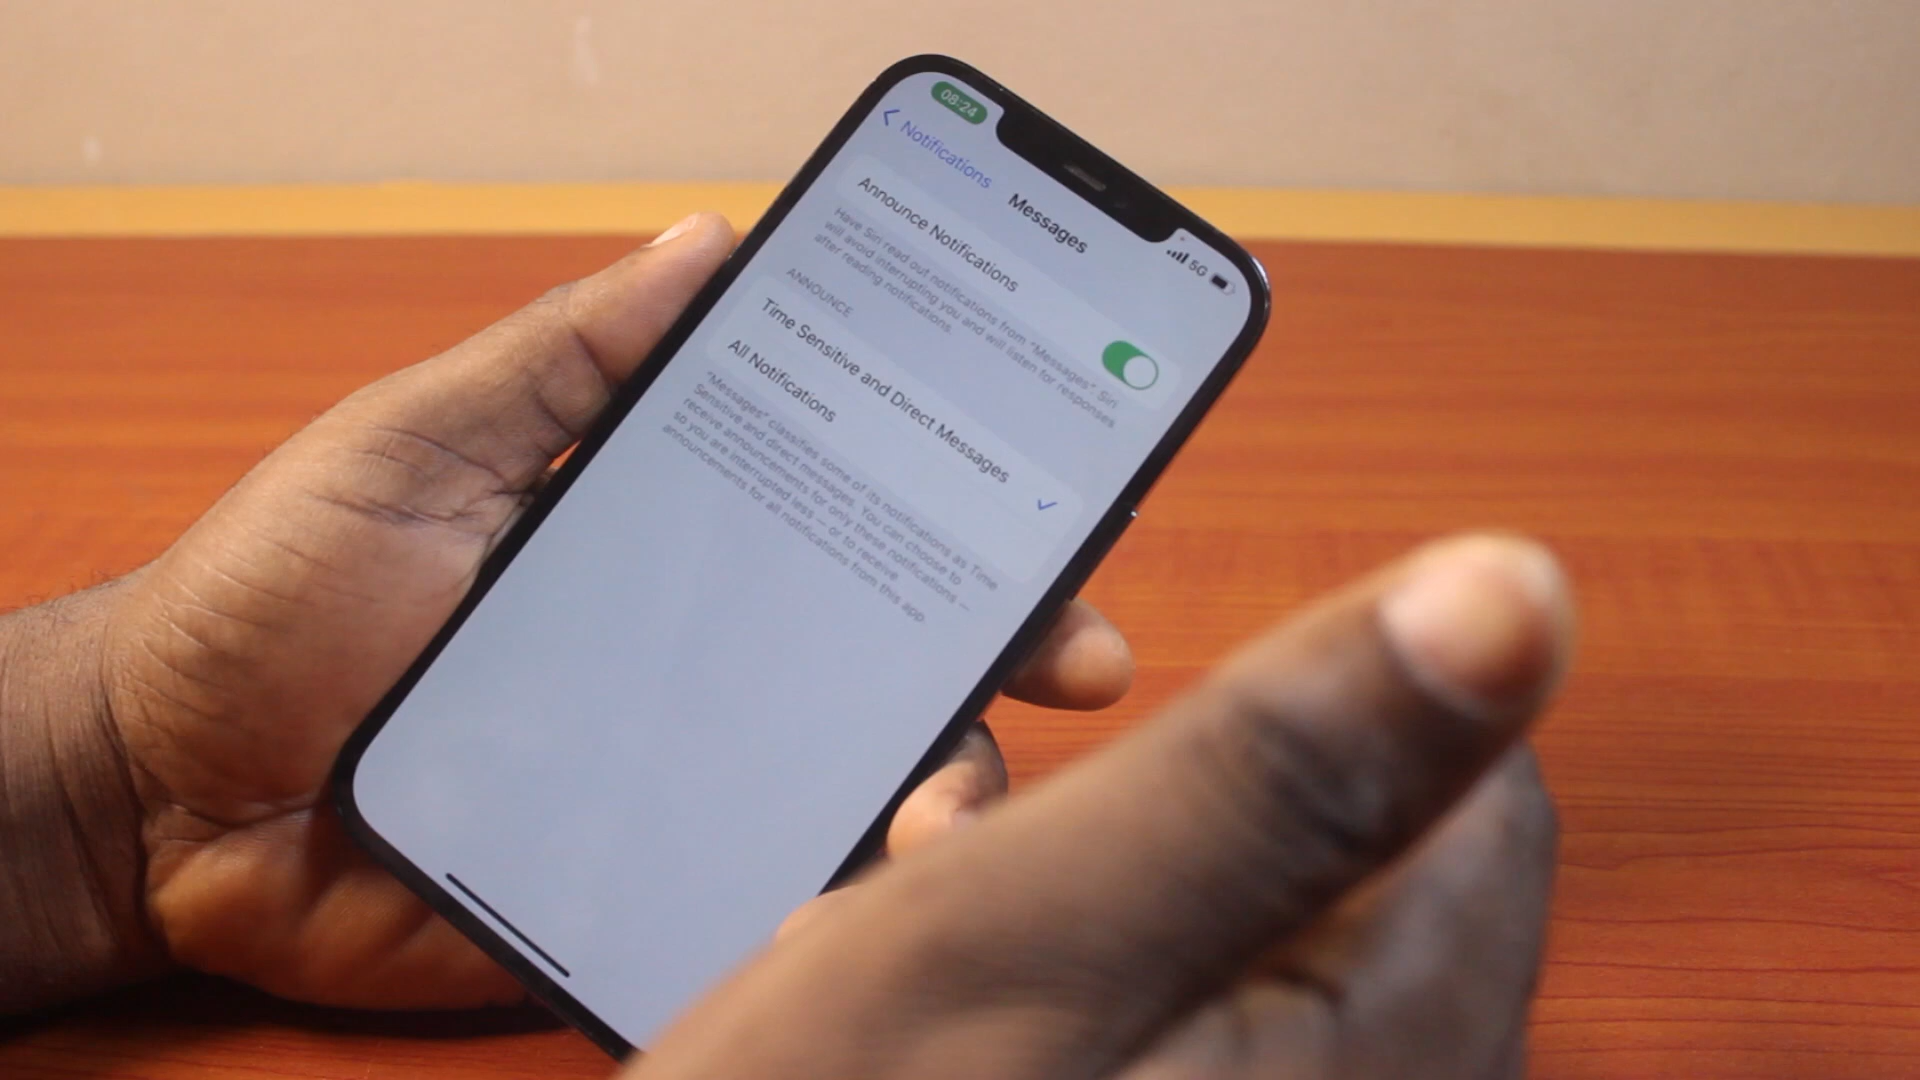 08:24
5G
Notifications
Messages
Announce Notifications
Have Siri read out notifications from "Messages". Siri
will avoid interrupting you and will listen for responses
after reading notifications.
ANNOUNCE
Time Sensitive and Direct Messages
All Notifications
"Messages" classifies some of its notifications as Time
Sensitive and direct messages. You can choose to
receive announcements for only these notifications —
so you are interrupted less — or to receive
announcements for all notifications from this app.